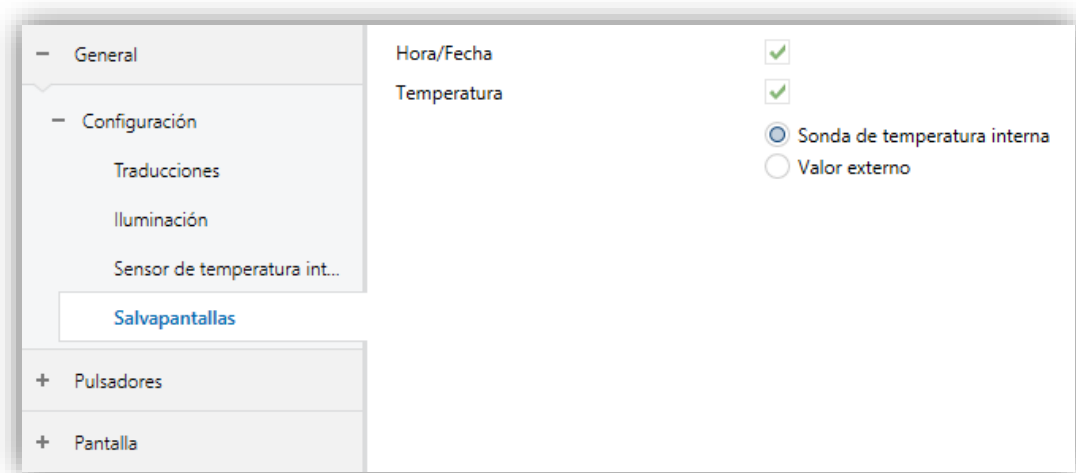 General
Configuración
Traducciones
Iluminación
Sensor de temperatura int...
Salvapantallas
Pulsadores
Pantalla
Hora/Fecha
Temperatura
Sonda de temperatura interna
Valor externo